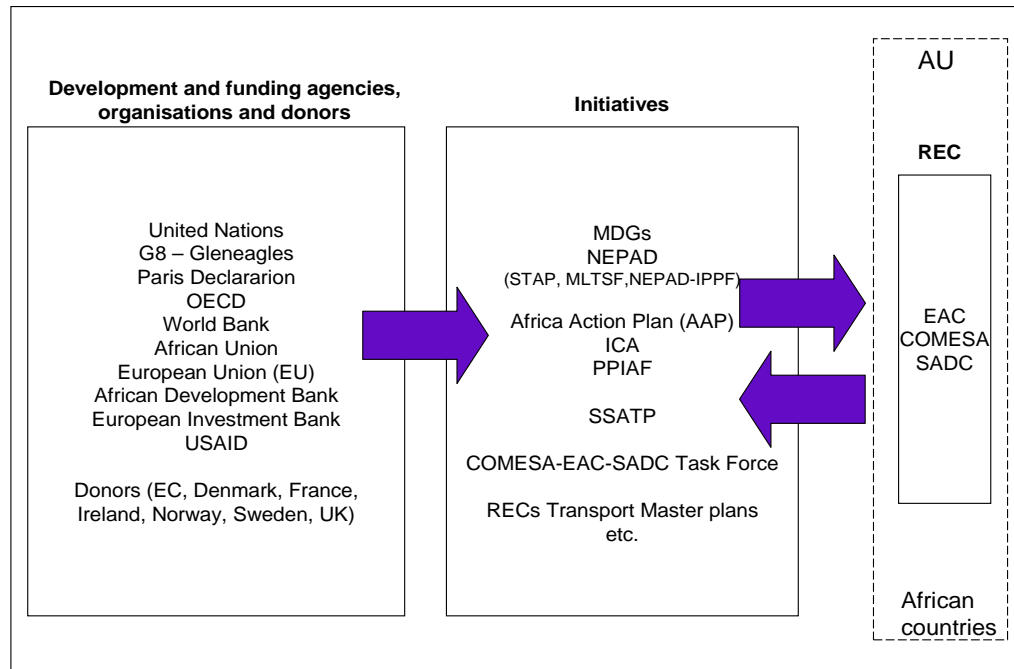 Development and funding agencies,
organisations and donors
United Nations
G8 – Gleneagles
Paris Declararion
OECD
World Bank
African Union
European Union (EU)
African Development Bank
European Investment Bank
USAID
Donors (EC, Denmark, France,
Ireland, Norway, Sweden, UK)
Initiatives
MDGs
NEPAD
(STAP, MLTSF,NEPAD-IPPF)
Africa Action Plan (AAP)
ICA
PPIAF
SSATP
COMESA-EAC-SADC Task Force
RECs Transport Master plans
etc.
AU
REC
EAC
COMESA
SADC
African
countries